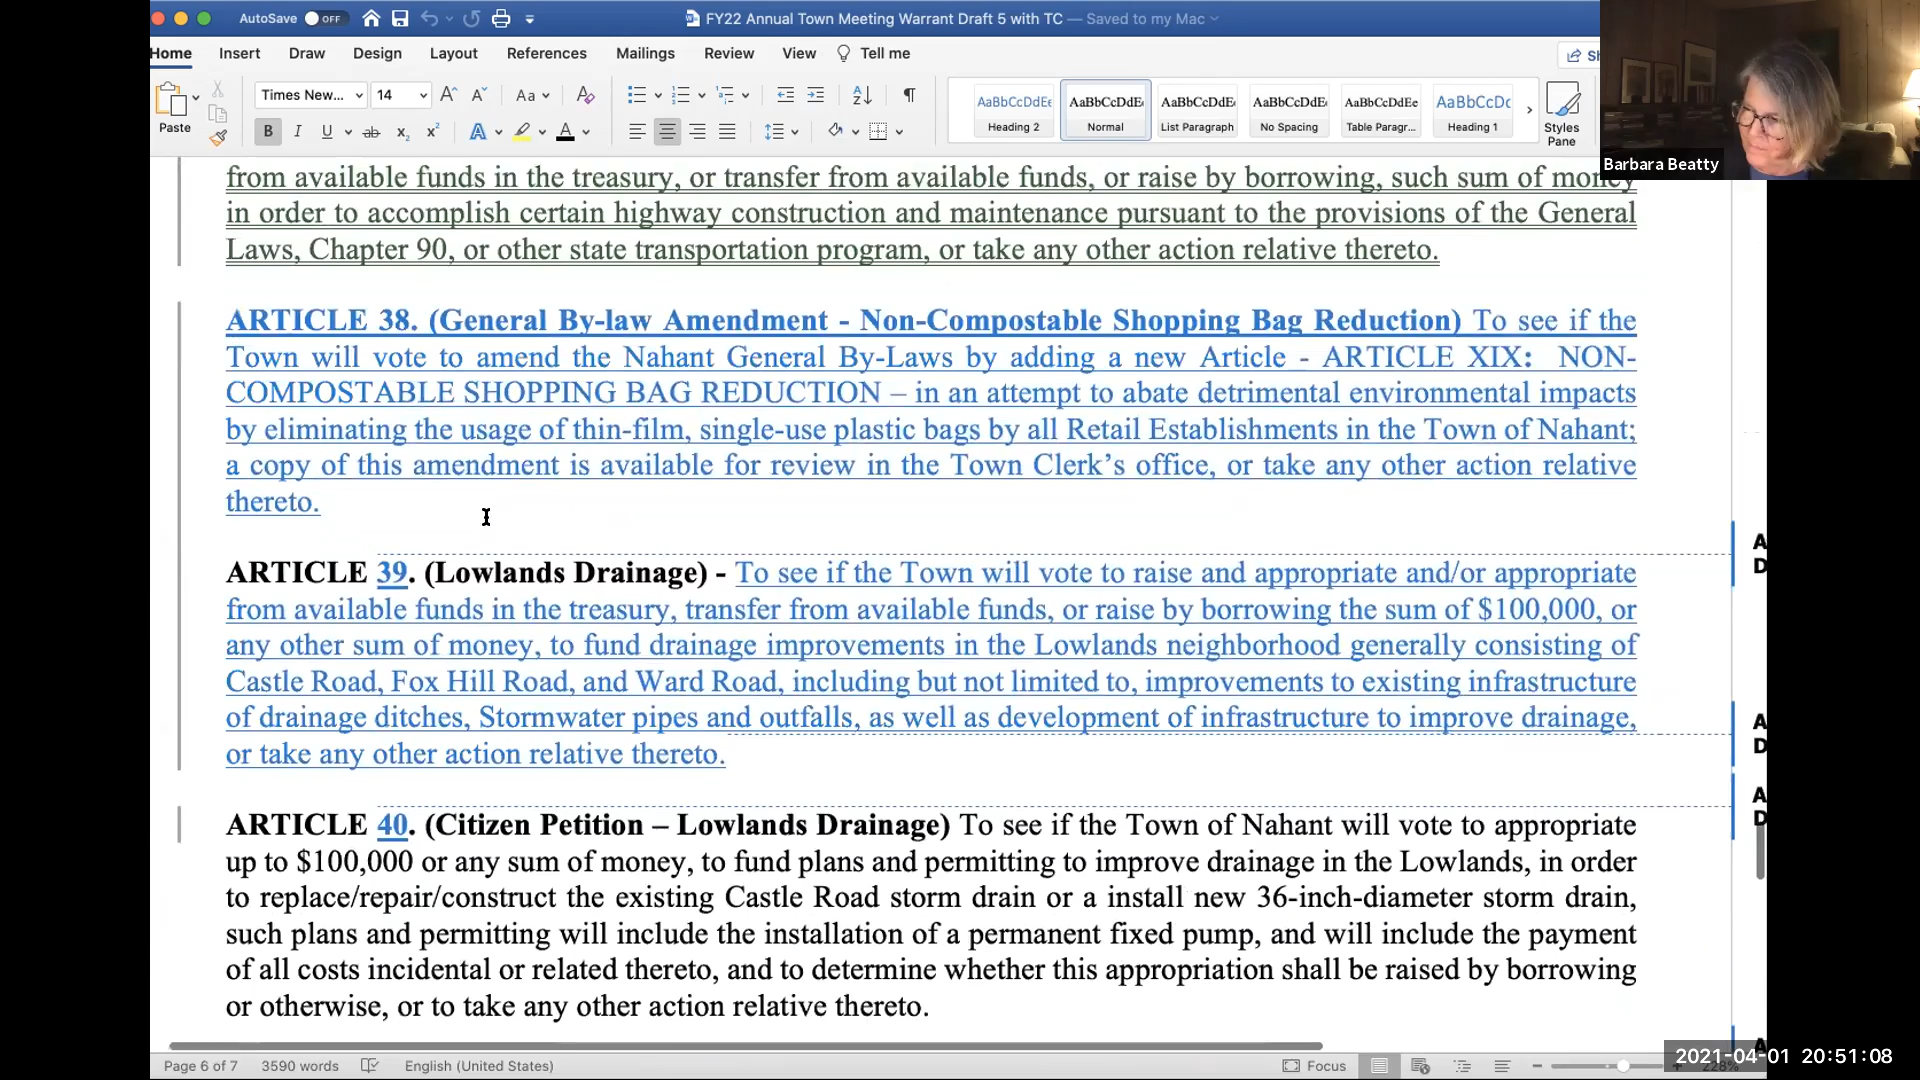 AutoSave OFF
FY22 Annual Town Meeting Warrant Draft 5 with TC — Saved to my Mac
Home Insert Draw Design Layout References Mailings Review View Tell me
Times New... 14 Aa
AaBbCcDdEe AaBbCcDdEe AaBbCcDdEe AaBbCcDdEe AaBbCcDdEe AaBbCcDc
Paste B I U ab x₂ x² A A
Heading 2 Normal List Paragraph No Spacing Table Paragr... Heading 1 Styles Pane
Barbara Beatty
from available funds in the treasury, or transfer from available funds, or raise by borrowing, such sum of money
in order to accomplish certain highway construction and maintenance pursuant to the provisions of the General
Laws, Chapter 90, or other state transportation program, or take any other action relative thereto.
ARTICLE 38. (General By-law Amendment - Non-Compostable Shopping Bag Reduction) To see if the
Town will vote to amend the Nahant General By-Laws by adding a new Article - ARTICLE XIX: NON-
COMPOSTABLE SHOPPING BAG REDUCTION – in an attempt to abate detrimental environmental impacts
by eliminating the usage of thin-film, single-use plastic bags by all Retail Establishments in the Town of Nahant;
a copy of this amendment is available for review in the Town Clerk’s office, or take any other action relative
thereto.
ARTICLE 39. (Lowlands Drainage) - To see if the Town will vote to raise and appropriate and/or appropriate
from available funds in the treasury, transfer from available funds, or raise by borrowing the sum of $100,000, or
any other sum of money, to fund drainage improvements in the Lowlands neighborhood generally consisting of
Castle Road, Fox Hill Road, and Ward Road, including but not limited to, improvements to existing infrastructure
of drainage ditches, Stormwater pipes and outfalls, as well as development of infrastructure to improve drainage,
or take any other action relative thereto.
ARTICLE 40. (Citizen Petition – Lowlands Drainage) To see if the Town of Nahant will vote to appropriate
up to $100,000 or any sum of money, to fund plans and permitting to improve drainage in the Lowlands, in order
to replace/repair/construct the existing Castle Road storm drain or a install new 36-inch-diameter storm drain,
such plans and permitting will include the installation of a permanent fixed pump, and will include the payment
of all costs incidental or related thereto, and to determine whether this appropriation shall be raised by borrowing
or otherwise, or to take any other action relative thereto.
Page 6 of 7 3590 words English (United States) Focus
2021-04-01 20:51:08